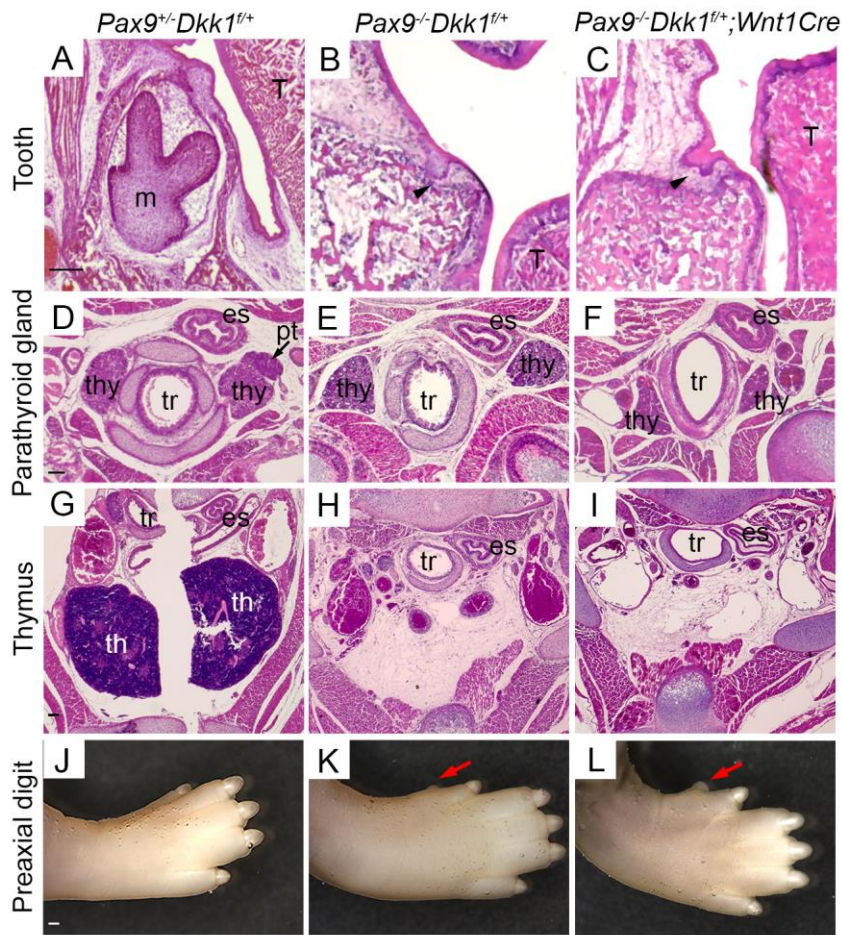 Pax9+/-Dkk1f/+ Pax9-/-Dkk1f/+ Pax9-/-Dkk1f/+;Wnt1Cre
Tooth
A T m
B T
C T
Parathyroid gland
D es pt thy thy tr
E es thy tr
F es tr thy thy
Thymus
G tr es th th
H tr es
I tr es
Preaxial digit
J K L